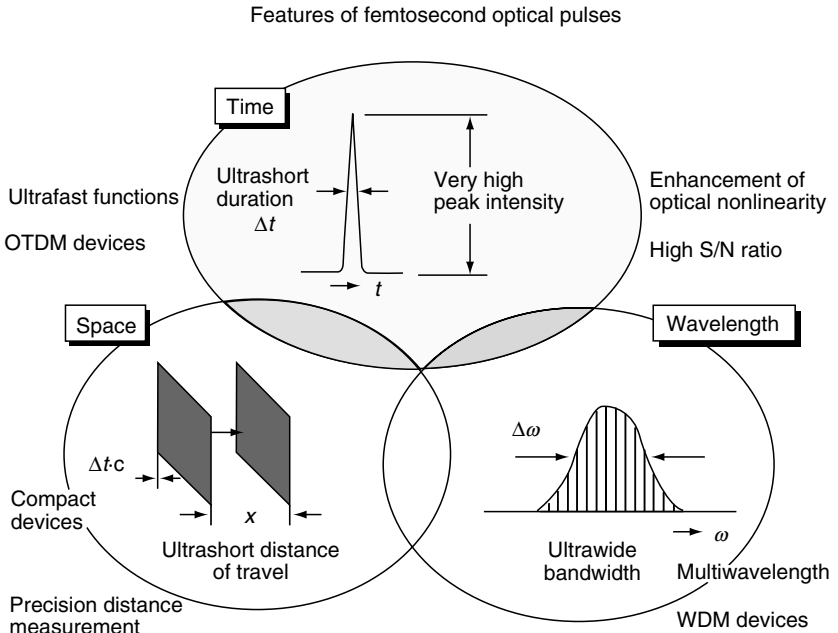 Features of femtosecond optical pulses
Time
Ultrashort
duration
Δt
Very high
peak intensity
t
Ultrafast functions
OTDM devices
Enhancement of
optical nonlinearity
High S/N ratio
Space
Δt·c
x
Ultrashort distance
of travel
Compact
devices
Precision distance
measurement
Wavelength
Δω
ω
Ultrawide
bandwidth
Multiwavelength
WDM devices